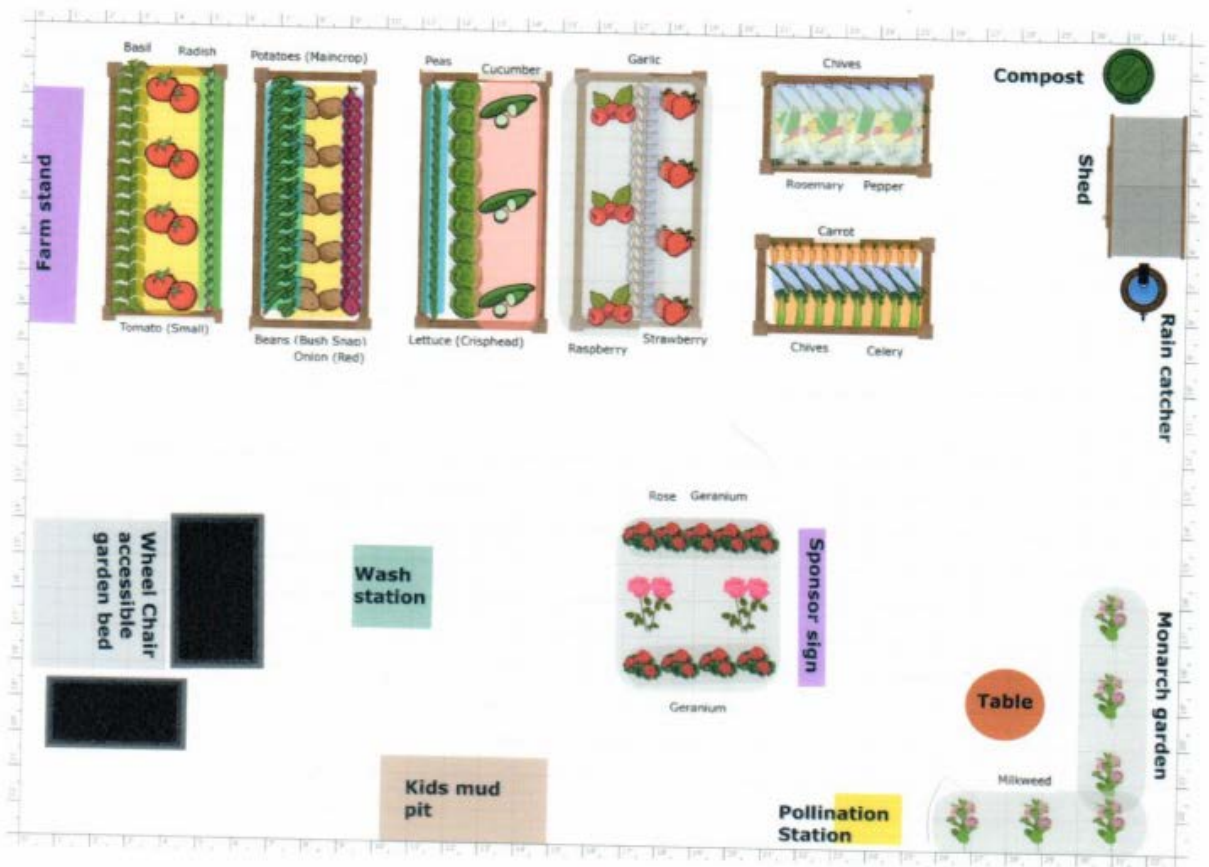 Basil Radish
Tomato (Small)
Potatoes (Maincrop)
Beans (Bush Snap)
Onion (Red)
Peas Cucumber
Lettuce (Crisphead)
Garlic
Raspberry Strawberry
Chives
Rosemary Pepper
Carrot
Chives Celery
Compost
Shed
Rain catcher
Farm stand
Wheel Chair
accessible
garden bed
Wash
station
Rose Geranium
Geranium
Sponsor sign
Table
Monarch garden
Milkweed
Kids mud
pit
Pollination
Station